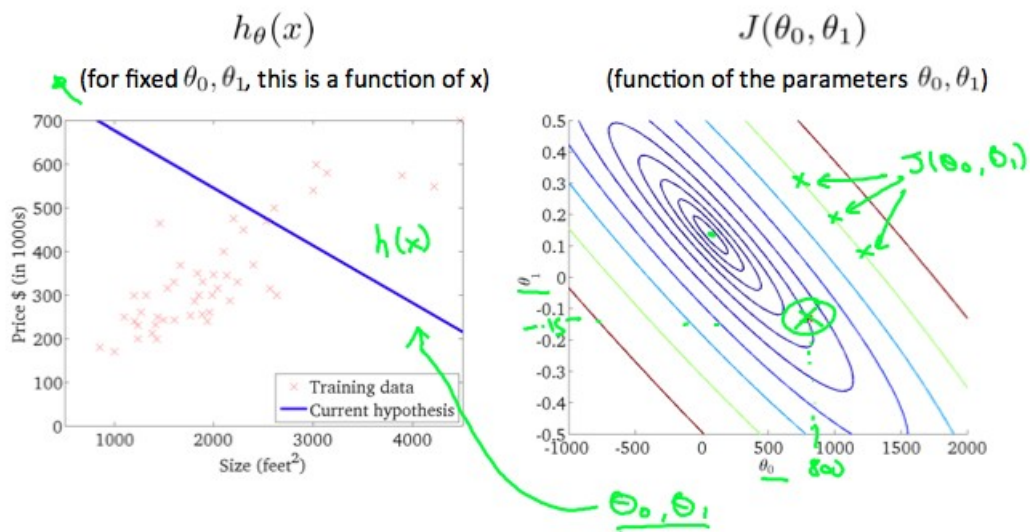 h_θ(x)
(for fixed θ₀, θ₁, this is a function of x)
700
600
500
400
300
200
100
0
Price $ (in 1000s)
h(x)
Training data
Current hypothesis
1000
2000
3000
4000
Size (feet²)
J(θ₀, θ₁)
(function of the parameters θ₀, θ₁)
0.5
0.4
0.3
0.2
0.1
0
-0.1
-0.2
-0.3
-0.4
-0.5
θ₁
-.15
J(θ₀, θ₁)
-1000
-500
0
500
1000
1500
2000
θ₀
800
θ₀, θ₁